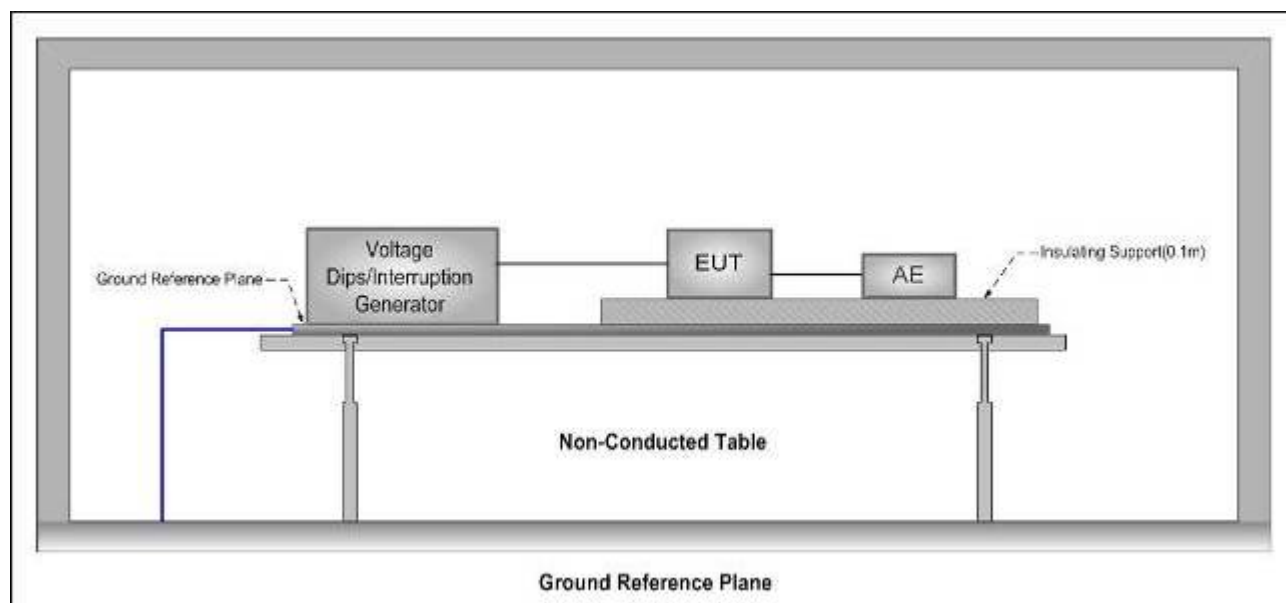 Voltage
Dips/Interruption
Generator
EUT
AE
Insulating Support(0.1m)
Ground Reference Plane
Non-Conducted Table
Ground Reference Plane